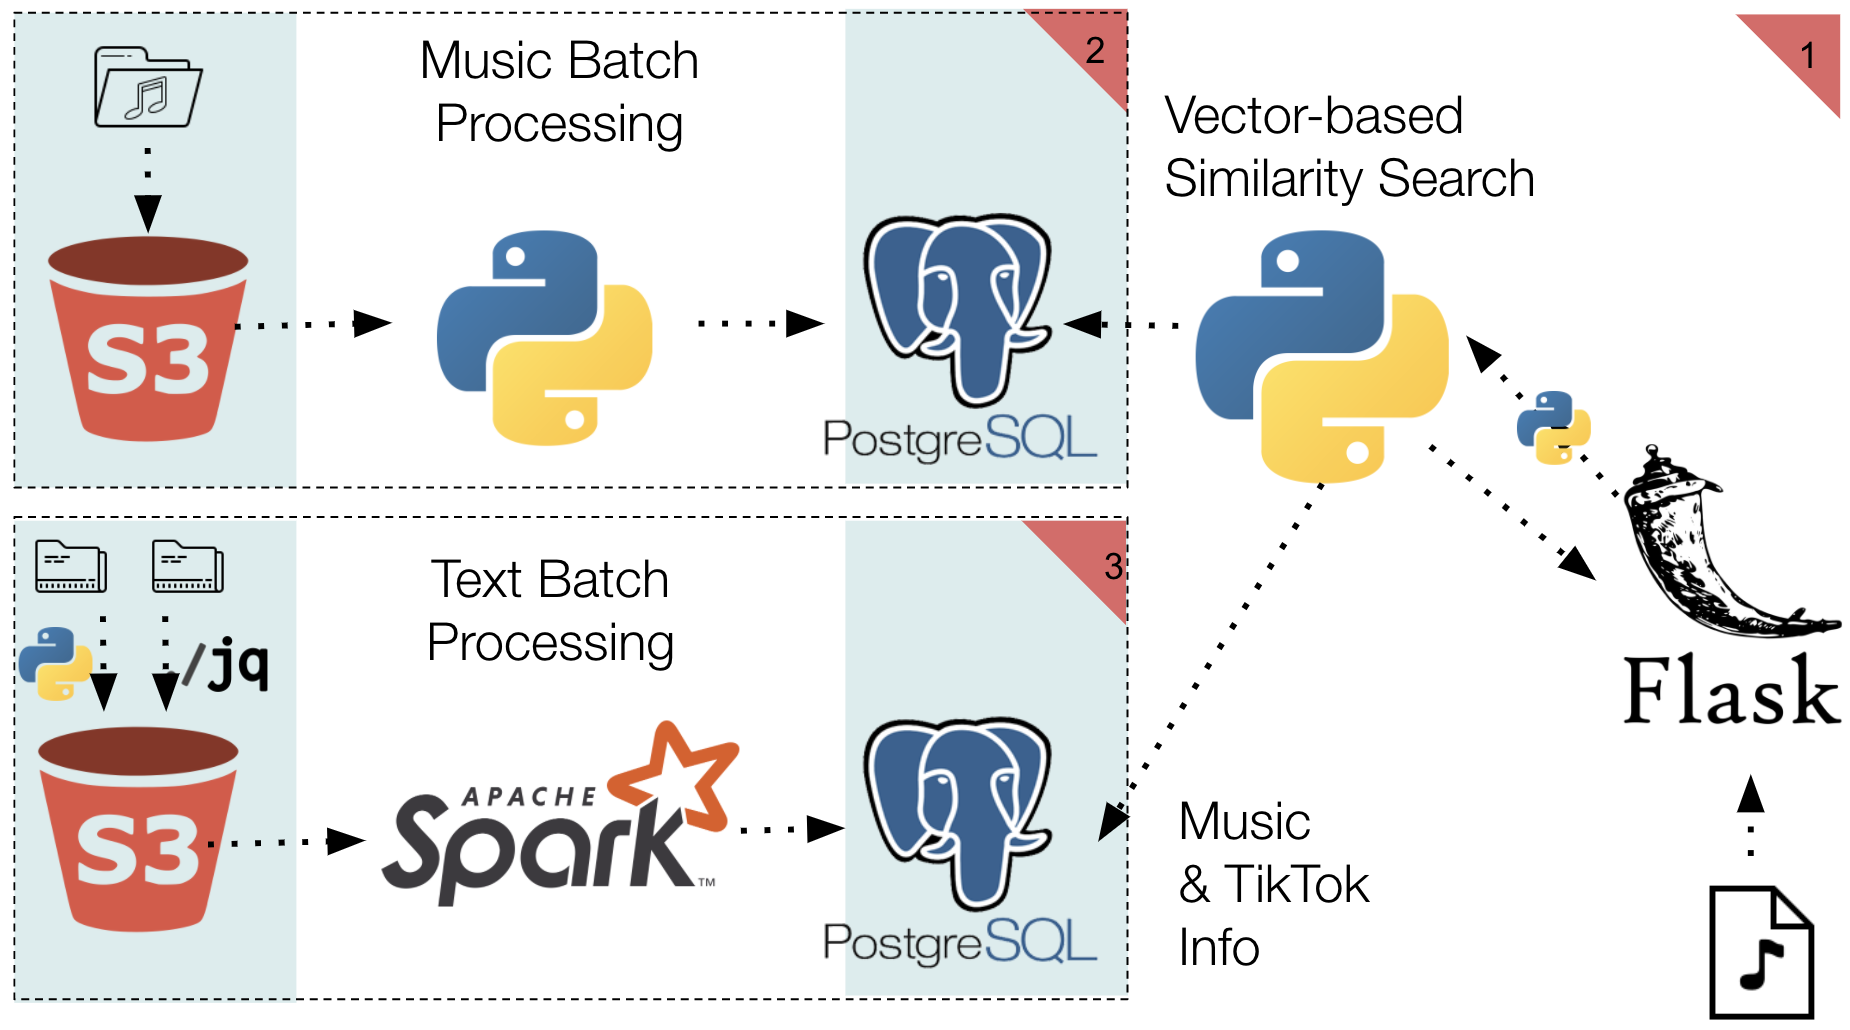 Music Batch
Processing
2
S3
PostgreSQL
Vector-based
Similarity Search
1
Flask
Text Batch
Processing
3
/jq
S3
APACHE
Spark™
PostgreSQL
Music
& TikTok
Info